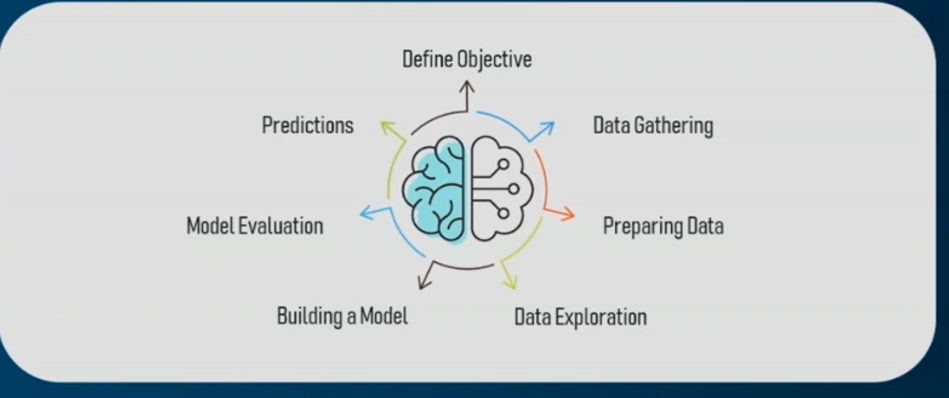 Define Objective
Predictions
Data Gathering
Model Evaluation
Preparing Data
Building a Model
Data Exploration